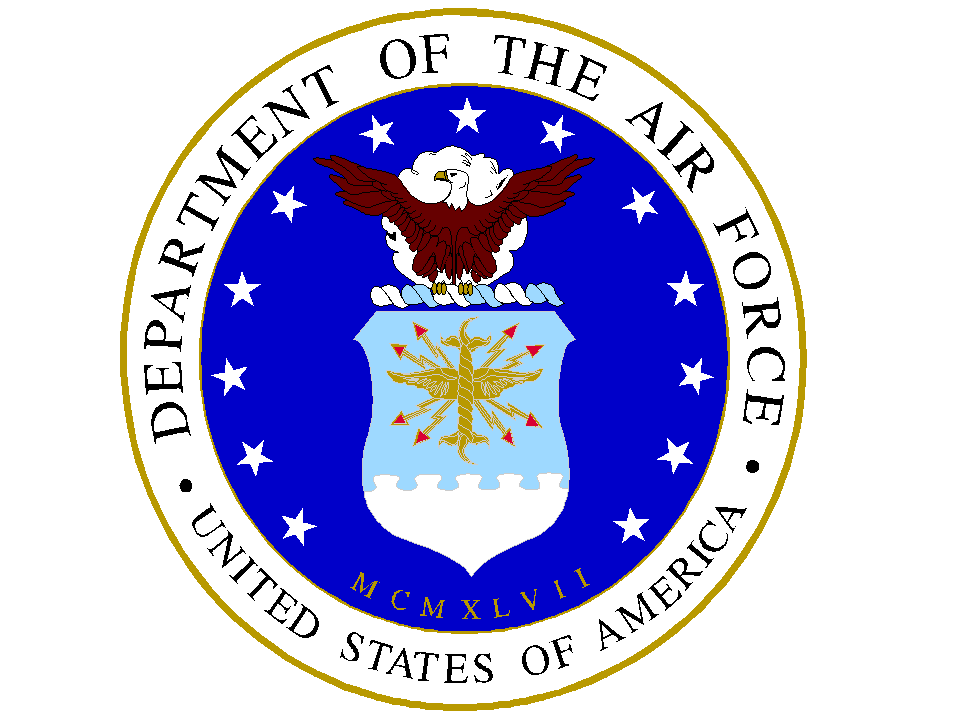 DEPARTMENT OF THE AIR FORCE
MCMXLVII
• UNITED STATES OF AMERICA •